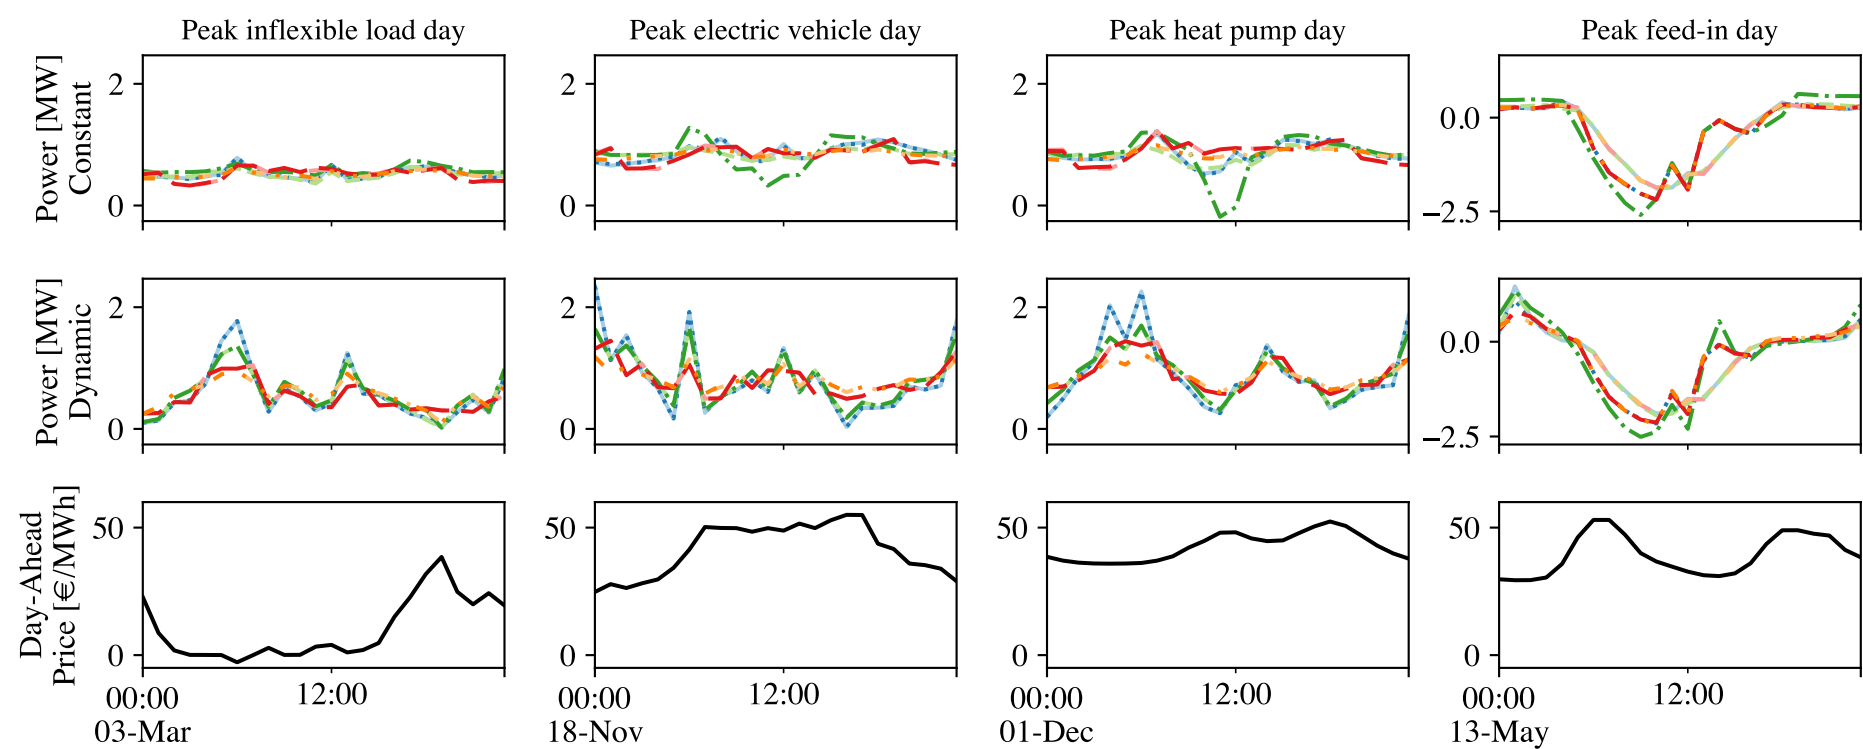 Peak inflexible load day
Peak electric vehicle day
Peak heat pump day
Peak feed-in day
Power [MW]
Constant
2
0
2
0
2
0
0.0
−2.5
Power [MW]
Dynamic
2
0
2
0
2
0
0.0
−2.5
Day-Ahead
Price [€/MWh]
50
0
50
0
50
0
50
0
00:00
12:00
00:00
12:00
00:00
12:00
00:00
12:00
03-Mar
18-Nov
01-Dec
13-May